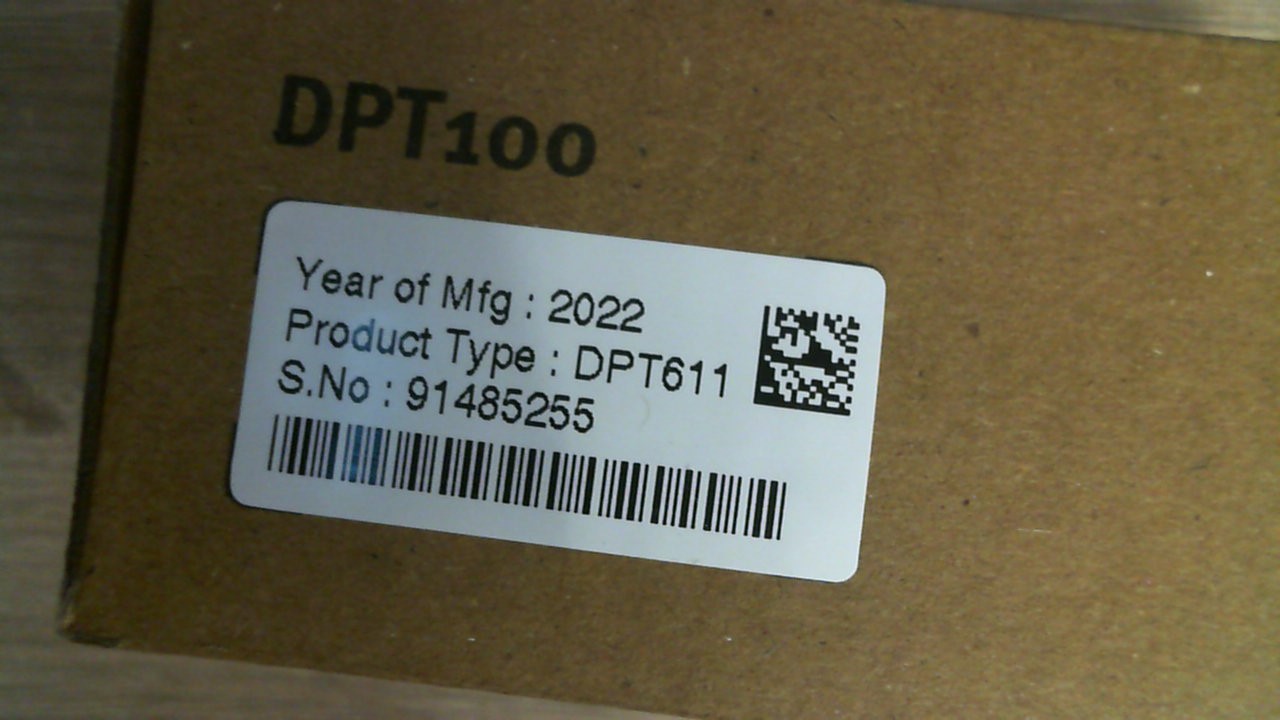 DPT100
Year of Mfg : 2022
Product Type : DPT611
S.No : 91485255